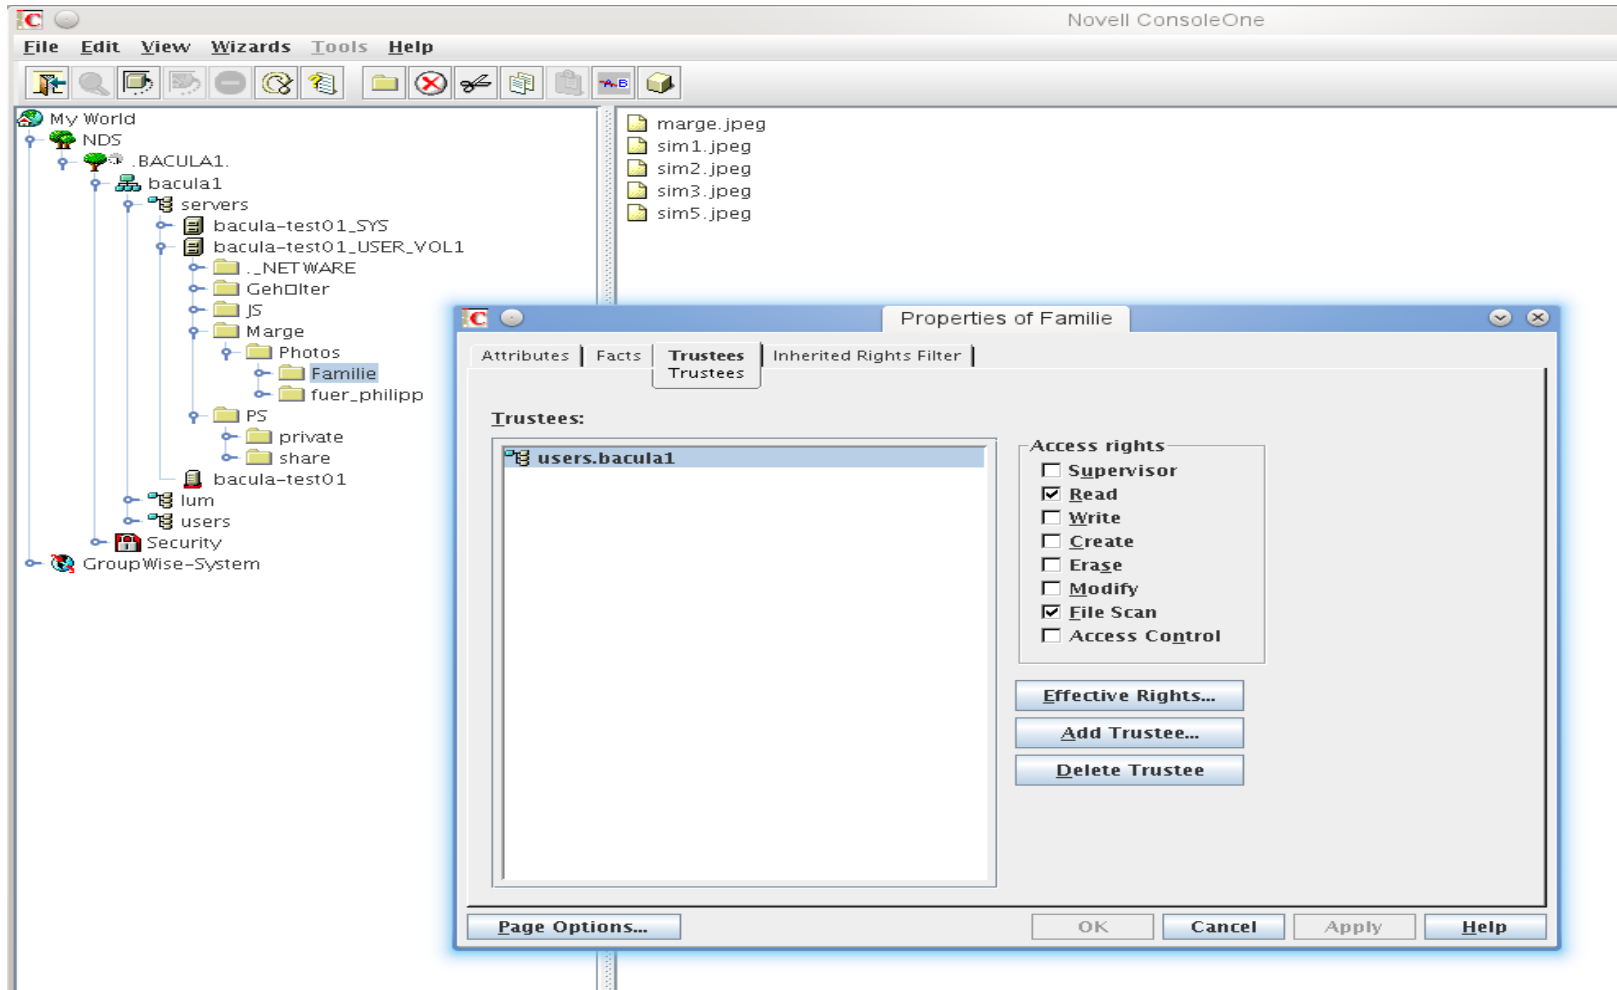 Novell ConsoleOne
File Edit View Wizards Tools Help
My World
NDS
.BACULA1.
bacula1
servers
bacula-test01_SYS
bacula-test01_USER_VOL1
._NETWARE
Geh□lter
JS
Marge
Photos
Familie
fuer_philipp
PS
private
share
bacula-test01
lum
users
Security
GroupWise-System
marge.jpeg
sim1.jpeg
sim2.jpeg
sim3.jpeg
sim5.jpeg
Properties of Familie
Attributes Facts Trustees Inherited Rights Filter
Trustees
Trustees:
users.bacula1
Access rights
Supervisor
Read
Write
Create
Erase
Modify
File Scan
Access Control
Effective Rights...
Add Trustee...
Delete Trustee
Page Options... OK Cancel Apply Help